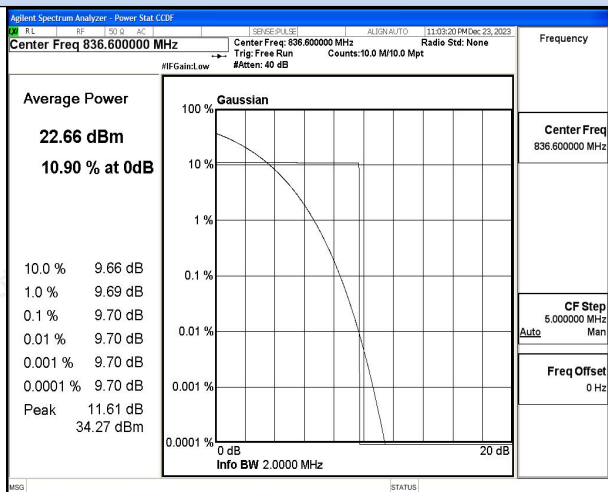 Agilent Spectrum Analyzer - Power Stat CCDF
RL RF 50 Ω AC SENSE:PULSE ALIGN AUTO 11:03:20 PM Dec 23, 2023
Center Freq 836.600000 MHz
Center Freq: 836.600000 MHz Radio Std: None
Trig: Free Run Counts:10.0 M/10.0 Mpt
#IFGain:Low #Atten: 40 dB
Frequency
Average Power
22.66 dBm
10.90 % at 0dB
10.0 % 9.66 dB
1.0 % 9.69 dB
0.1 % 9.70 dB
0.01 % 9.70 dB
0.001 % 9.70 dB
0.0001 % 9.70 dB
Peak 11.61 dB
34.27 dBm
Gaussian
100 %
10 %
1 %
0.1 %
0.01 %
0.001 %
0.0001 %
0 dB 20 dB
Info BW 2.0000 MHz
Center Freq
836.600000 MHz
CF Step
5.000000 MHz
Auto Man
Freq Offset
0 Hz
MSG STATUS